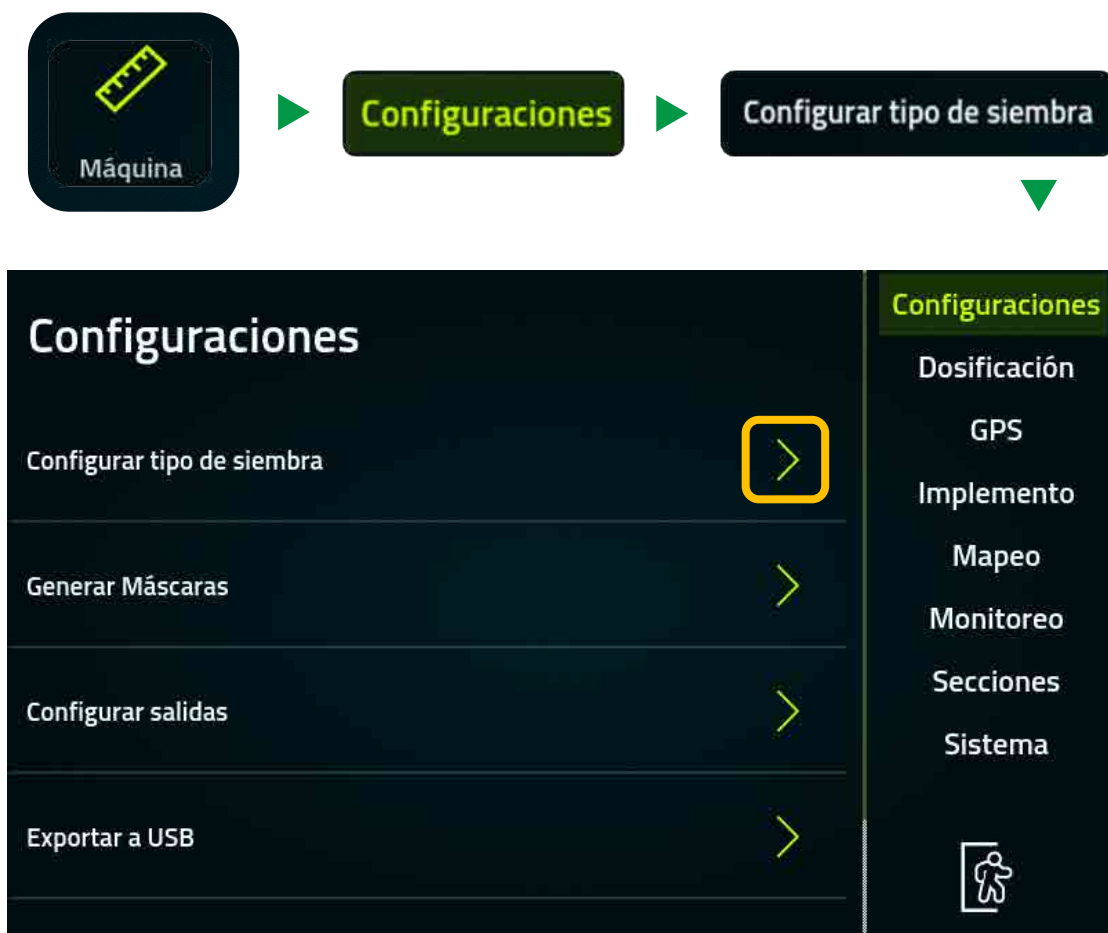 Máquina
Configuraciones
Configurar tipo de siembra
Configuraciones
Configurar tipo de siembra
Generar Máscaras
Configurar salidas
Exportar a USB
Configuraciones
Dosificación
GPS
Implemento
Mapeo
Monitoreo
Secciones
Sistema